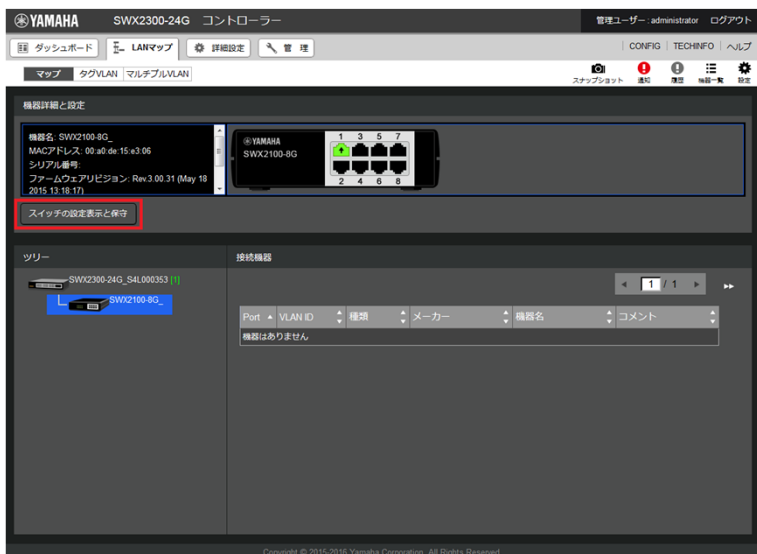 YAMAHA SWX2300-24G コントローラー 管理ユーザー : administrator ログアウト
ダッシュボード LANマップ 詳細設定 管 理 CONFIG TECHINFO ヘルプ
マップ タグVLAN マルチプルVLAN スナップショット 通知 履歴 機器一覧 設定
機器詳細と設定
機器名: SWX2100-8G_
MACアドレス: 00:a0:de:15:e3:06
シリアル番号:
ファームウェアリビジョン: Rev.3.00.31 (May 18
2015 13:18:17)
YAMAHA
SWX2100-8G
1 3 5 7
2 4 6 8
スイッチの設定表示と保守
ツリー
SWX2300-24G_S4L000353 [1]
SWX2100-8G_
接続機器
1 / 1
Port VLAN ID 種類 メーカー 機器名 コメント
機器はありません
Copyright © 2015-2016 Yamaha Corporation. All Rights Reserved.